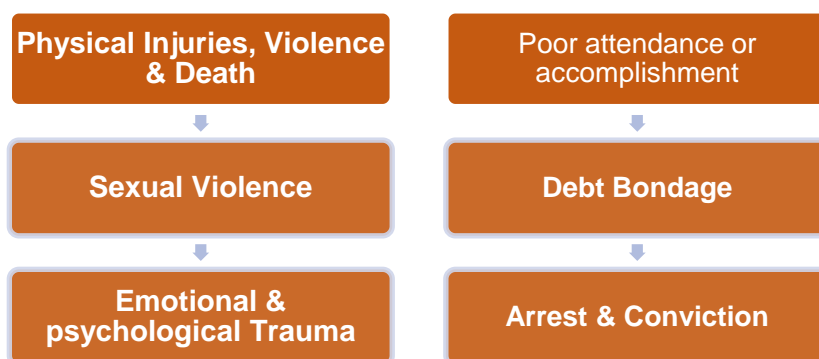 Physical Injuries, Violence
& Death
Sexual Violence
Emotional &
psychological Trauma
Poor attendance or
accomplishment
Debt Bondage
Arrest & Conviction